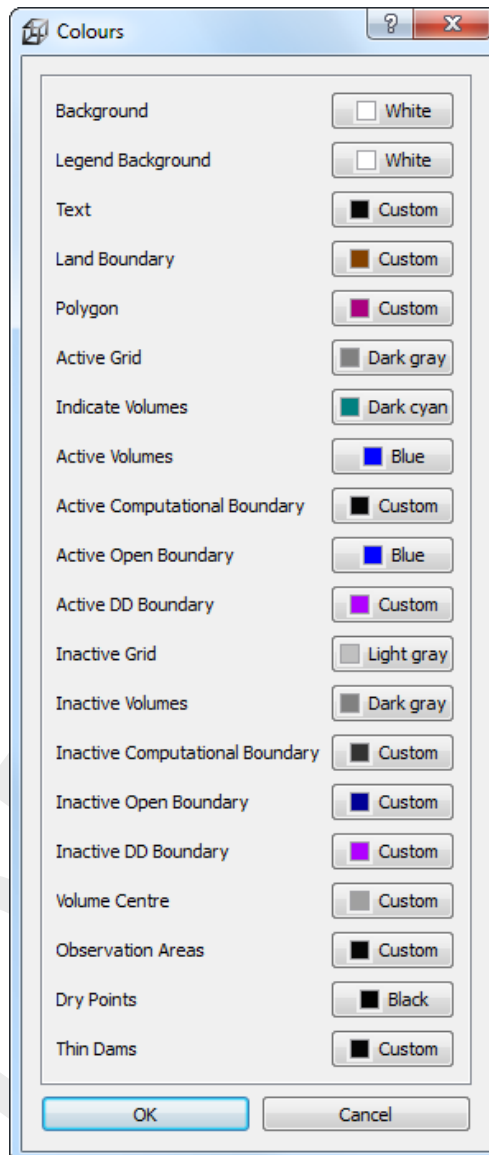 Colours
Background White
Legend Background White
Text Custom
Land Boundary Custom
Polygon Custom
Active Grid Dark gray
Indicate Volumes Dark cyan
Active Volumes Blue
Active Computational Boundary Custom
Active Open Boundary Blue
Active DD Boundary Custom
Inactive Grid Light gray
Inactive Volumes Dark gray
Inactive Computational Boundary Custom
Inactive Open Boundary Custom
Inactive DD Boundary Custom
Volume Centre Custom
Observation Areas Custom
Dry Points Black
Thin Dams Custom
OK Cancel